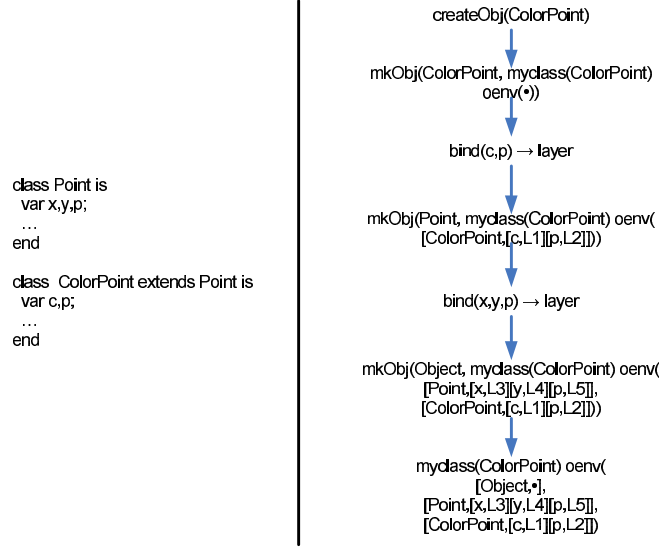 class Point is
var x,y,p;
...
end
class ColorPoint extends Point is
var c,p;
...
end
createObj(ColorPoint)
mkObj(ColorPoint, myclass(ColorPoint)
oenv(•))
bind(c,p) → layer
mkObj(Point, myclass(ColorPoint) oenv(
[ColorPoint,[c,L1][p,L2]]))
bind(x,y,p) → layer
mkObj(Object, myclass(ColorPoint) oenv(
[Point,[x,L3][y,L4][p,L5]],
[ColorPoint,[c,L1][p,L2]]))
myclass(ColorPoint) oenv(
[Object,•],
[Point,[x,L3][y,L4][p,L5]],
[ColorPoint,[c,L1][p,L2]])